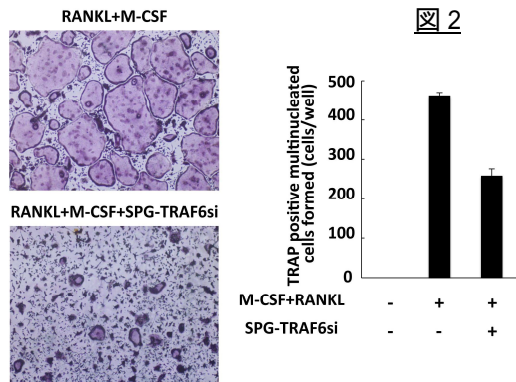 RANKL+M-CSF
RANKL+M-CSF+SPG-TRAF6si
図 2
TRAP positive multinucleated
cells formed (cells/well)
500
400
300
200
100
0
M-CSF+RANKL - + +
SPG-TRAF6si - - +